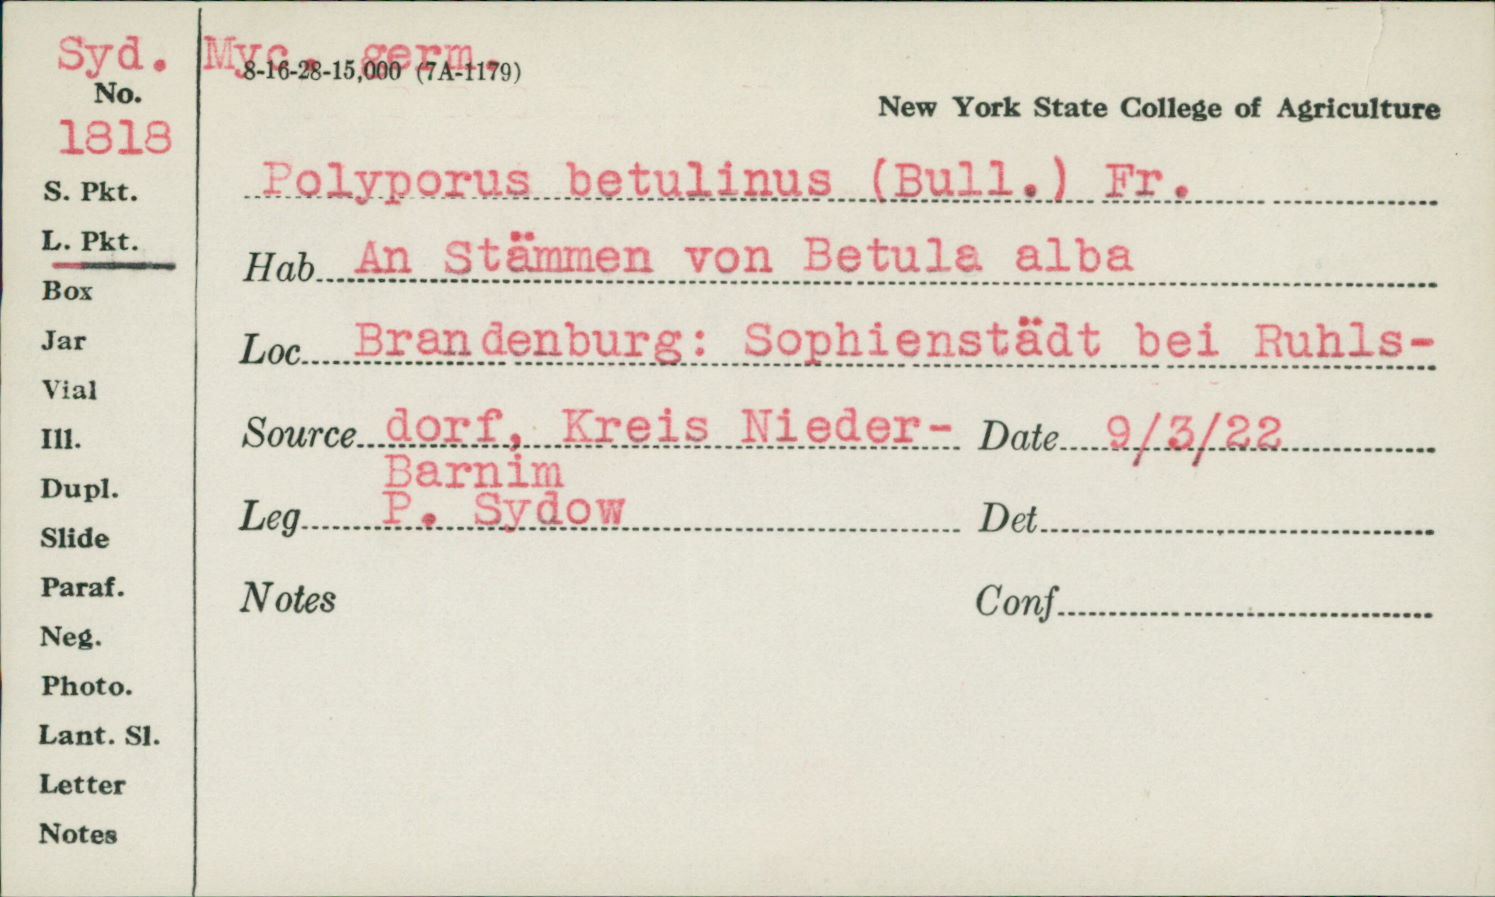 Syd. Myc. germ.
8-16-28-15,000 (7A-1179)
No.
1818
New York State College of Agriculture
S. Pkt.
Polyporus betulinus (Bull.) Fr.
L. Pkt.
Hab An Stämmen von Betula alba
Box
Jar
Loc Brandenburg: Sophienstädt bei Ruhls-
Vial
Ill.
Source dorf, Kreis Nieder- Date 9/3/22
Barnim
Dupl.
Leg P. Sydow Det
Slide
Paraf.
Notes Conf
Neg.
Photo.
Lant. Sl.
Letter
Notes